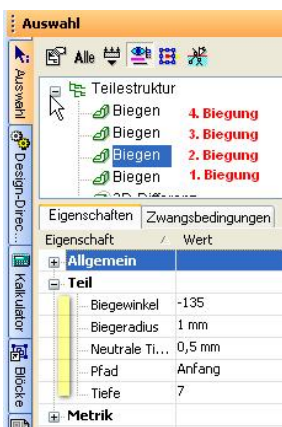 Auswahl
Alle
Auswahl
Teilestruktur
Biegen 4. Biegung
Biegen 3. Biegung
Biegen 2. Biegung
Biegen 1. Biegung
Design-Direc...
Eigenschaften Zwangsbedingungen
Eigenschaft Wert
Allgemein
Teil
Biegewinkel -135
Biegeradius 1 mm
Neutrale Ti... 0,5 mm
Pfad Anfang
Tiefe 7
Metrik
Kalkulator
Blöcke